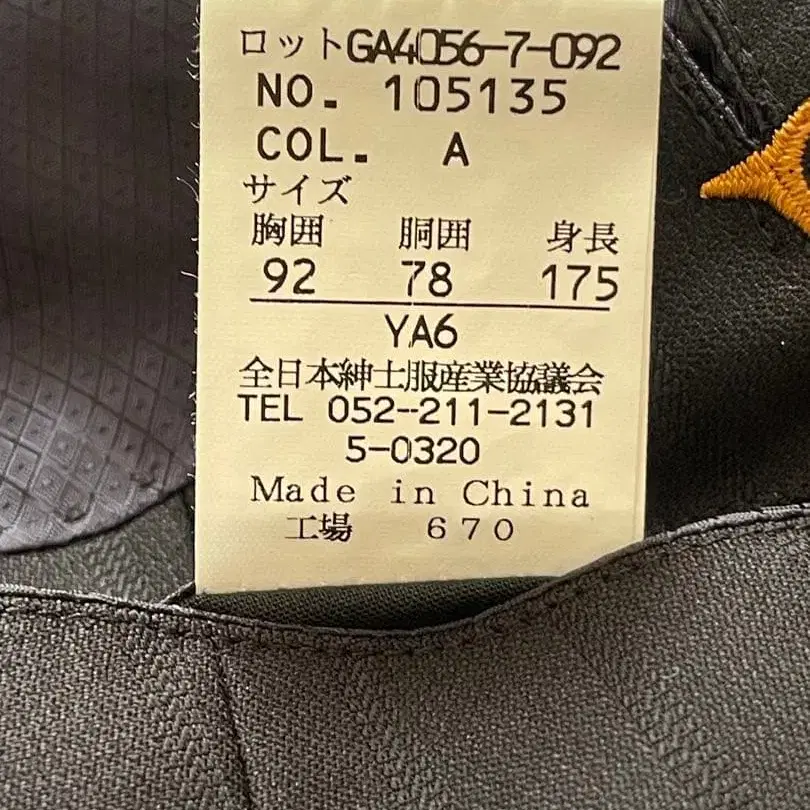 ロットGA4056-7-092
NO. 105135
COL. A
サイズ
胸囲 胴囲 身長
92 78 175
YA6
全日本紳士服産業協議会
TEL 052-211-2131
5-0320
Made in China
工場 670